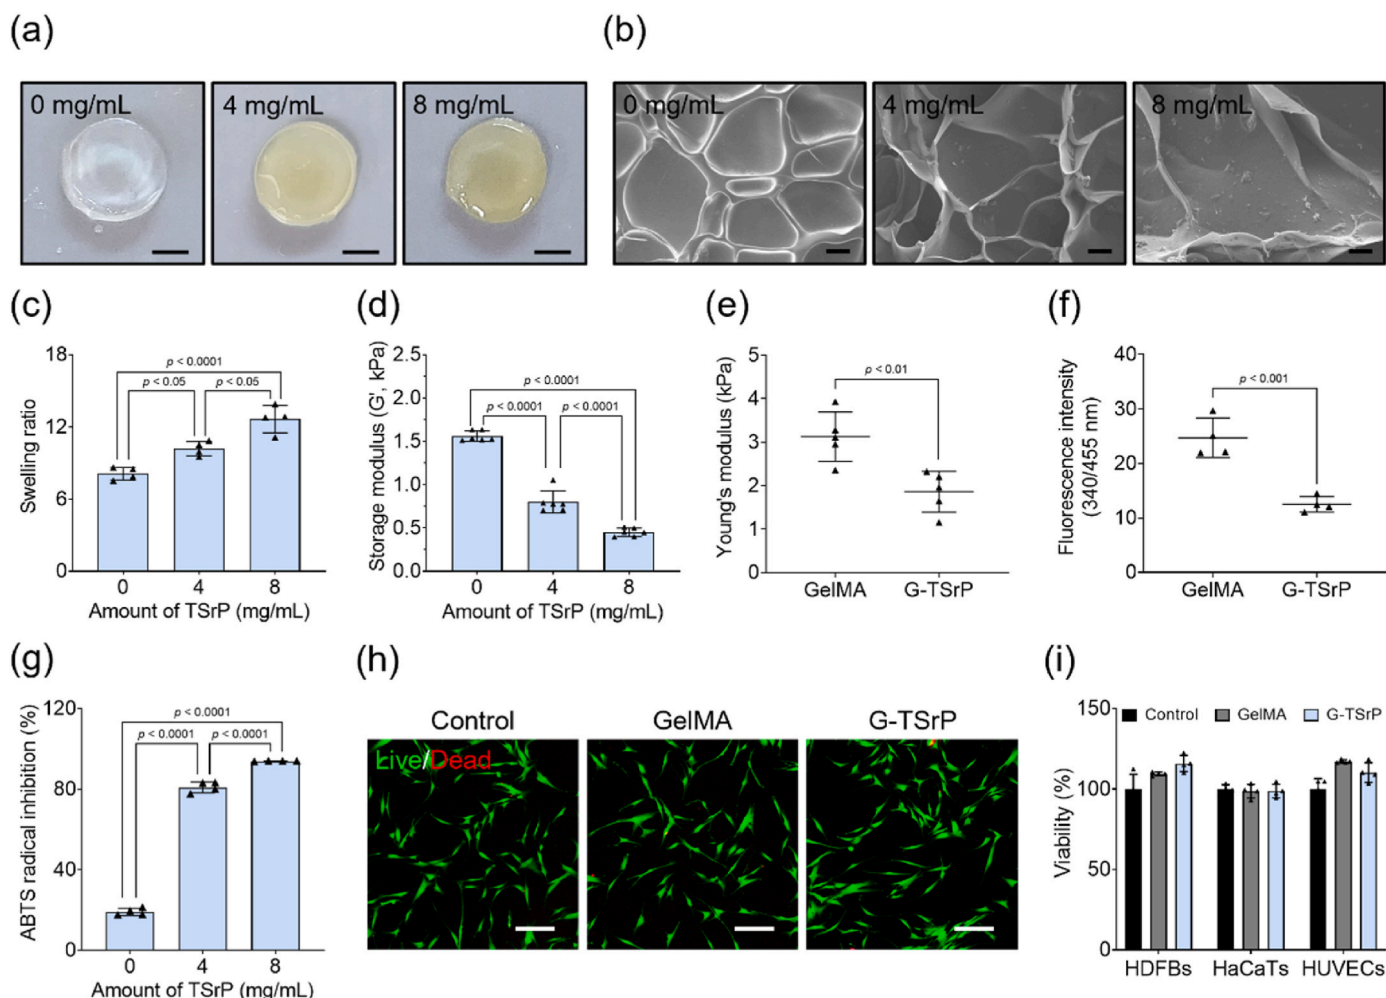 (a)
(b)
0 mg/mL
4 mg/mL
8 mg/mL
0 mg/mL
4 mg/mL
8 mg/mL
(c)
(d)
(e)
(f)
Swelling ratio
18
12
6
0
p < 0.0001
p < 0.05
p < 0.05
0
4
8
Amount of TSrP (mg/mL)
Storage modulus (G', kPa)
2.5
2.0
1.5
1.0
0.5
0.0
p < 0.0001
p < 0.0001
p < 0.0001
0
4
8
Amount of TSrP (mg/mL)
Young's modulus (kPa)
5
4
3
2
1
0
p < 0.01
GelMA
G-TSrP
Fluorescence intensity
(340/455 nm)
40
30
20
10
0
p < 0.001
GelMA
G-TSrP
(g)
(h)
(i)
ABTS radical inhibition (%)
120
80
40
0
p < 0.0001
p < 0.0001
p < 0.0001
0
4
8
Amount of TSrP (mg/mL)
Control
GelMA
G-TSrP
Live/Dead
Viability (%)
150
100
50
0
Control
GelMA
G-TSrP
HDFBs
HaCaTs
HUVECs